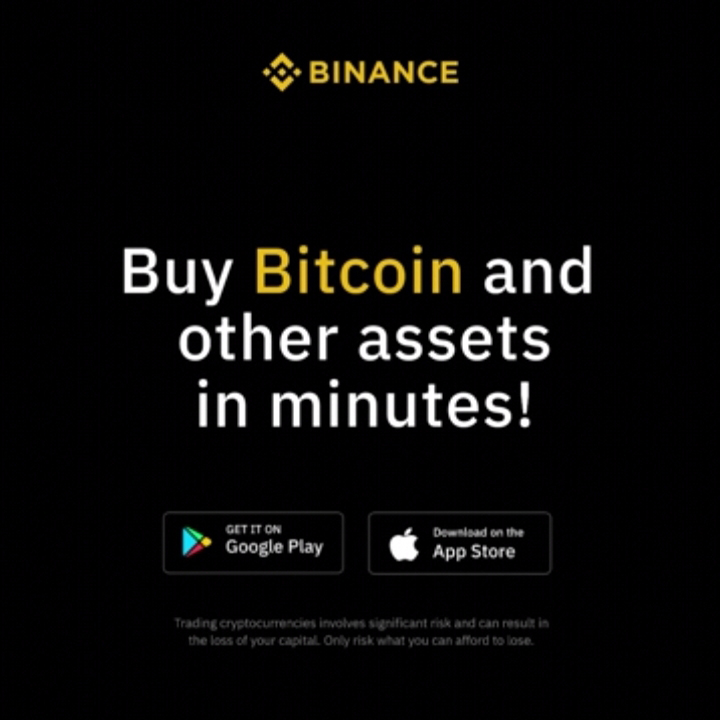 BINANCE
Buy Bitcoin and
other assets
in minutes!
GET IT ON
Google Play
Download on the
App Store
Trading cryptocurrencies involves significant risk and can result in
the loss of your capital. Only risk what you can afford to lose.